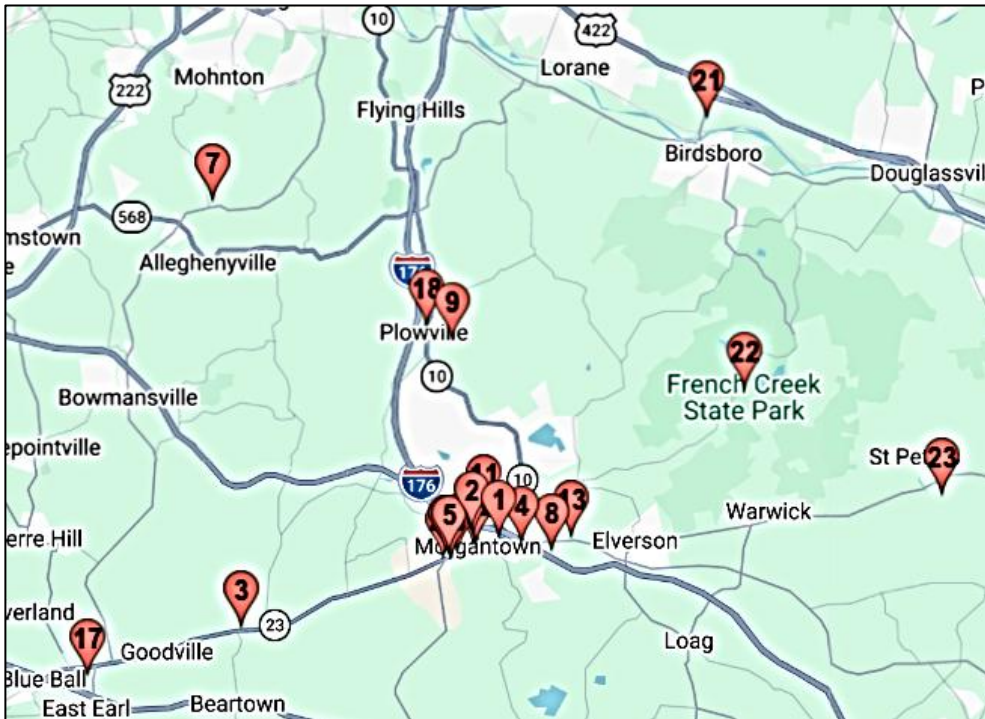 10
422
Lorane
Mohnton
222
Flying Hills
21
Birdsboro
7
Douglassvil
568
mstown
Alleghenyville
18
9
Plowville
22
10
French Creek
State Park
Bowmansville
epointville
St Pe
23
11
10
176
2
1
4
8
13
5
Warwick
Morgantown
Elverson
erre Hill
3
verland
23
17
Goodville
Loag
Blue Ball
East Earl
Beartown